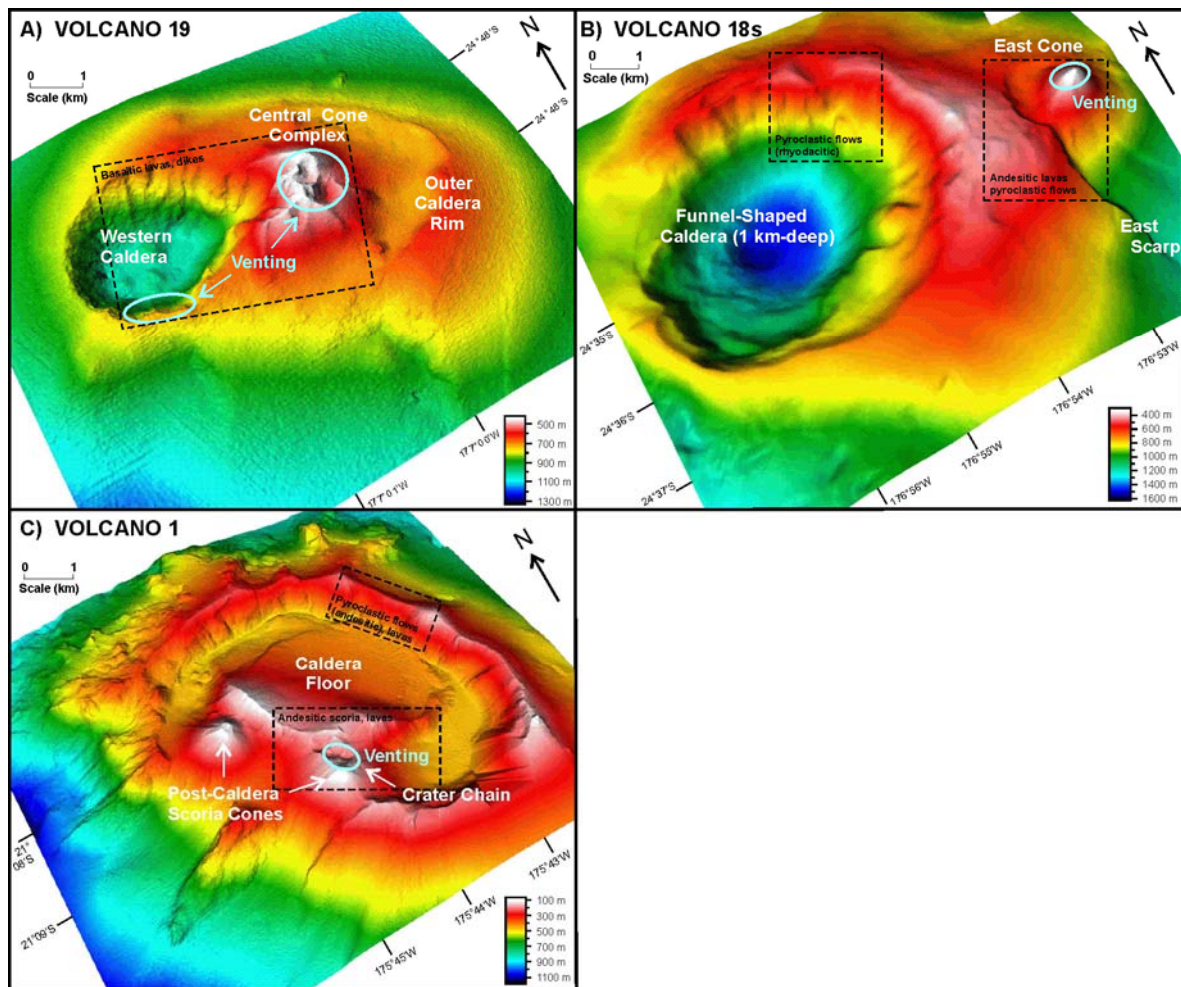 A) VOLCANO 19
N
0 1
Scale (km)
24°46'S
24°48'S
Central Cone
Complex
Basaltic lavas, dikes
Outer
Caldera
Rim
Western
Caldera
Venting
500 m
700 m
900 m
1100 m
1300 m
177°00'W
177°01'W
B) VOLCANO 18s
N
0 1
Scale (km)
East Cone
Venting
Pyroclastic flows
(rhyodacitic)
Andesitic lavas
pyroclastic flows
Funnel-Shaped
Caldera (1 km-deep)
East
Scarp
24°35'S
24°36'S
24°37'S
176°53'W
176°54'W
176°55'W
176°56'W
400 m
600 m
800 m
1000 m
1200 m
1400 m
1600 m
C) VOLCANO 1
N
0 1
Scale (km)
Pyroclastic flows
(andesitic), lavas
Caldera
Floor
Andesitic scoria, lavas
Venting
Post-Caldera
Scoria Cones
Crater Chain
21°
08'S
21°09'S
175°43'W
175°44'W
175°45'W
100 m
300 m
500 m
700 m
900 m
1100 m